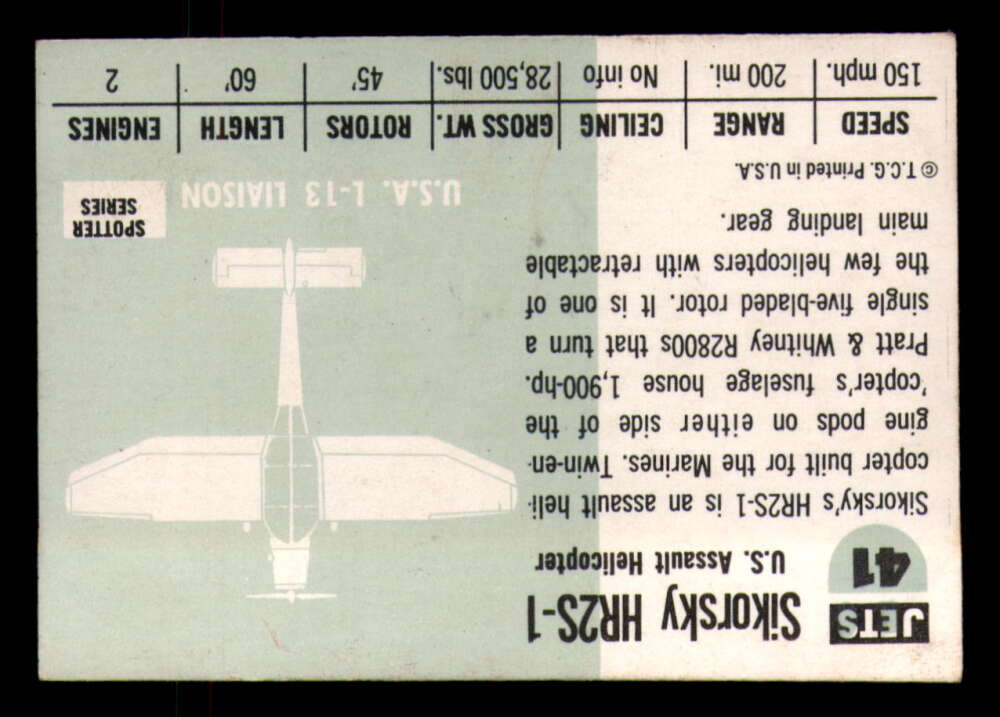 JETS
41
Sikorsky HR2S-1
U.S. Assault Helicopter
Sikorsky's HR2S-1 is an assault heli-
copter built for the Marines. Twin-en-
gine pods on either side of the
'copter's fuselage house 1,900-hp.
Pratt & Whitney R2800s that turn a
single five-bladed rotor. It is one of
the few helicopters with retractable
main landing gear.
© T.C.G. Printed in U.S.A.
SPOTTER
SERIES
U.S.A. L-13 LIAISON
SPEED RANGE CEILING GROSS WT. ROTORS LENGTH ENGINES
150 mph. 200 mi. No info 28,500 lbs. 45' 60' 2